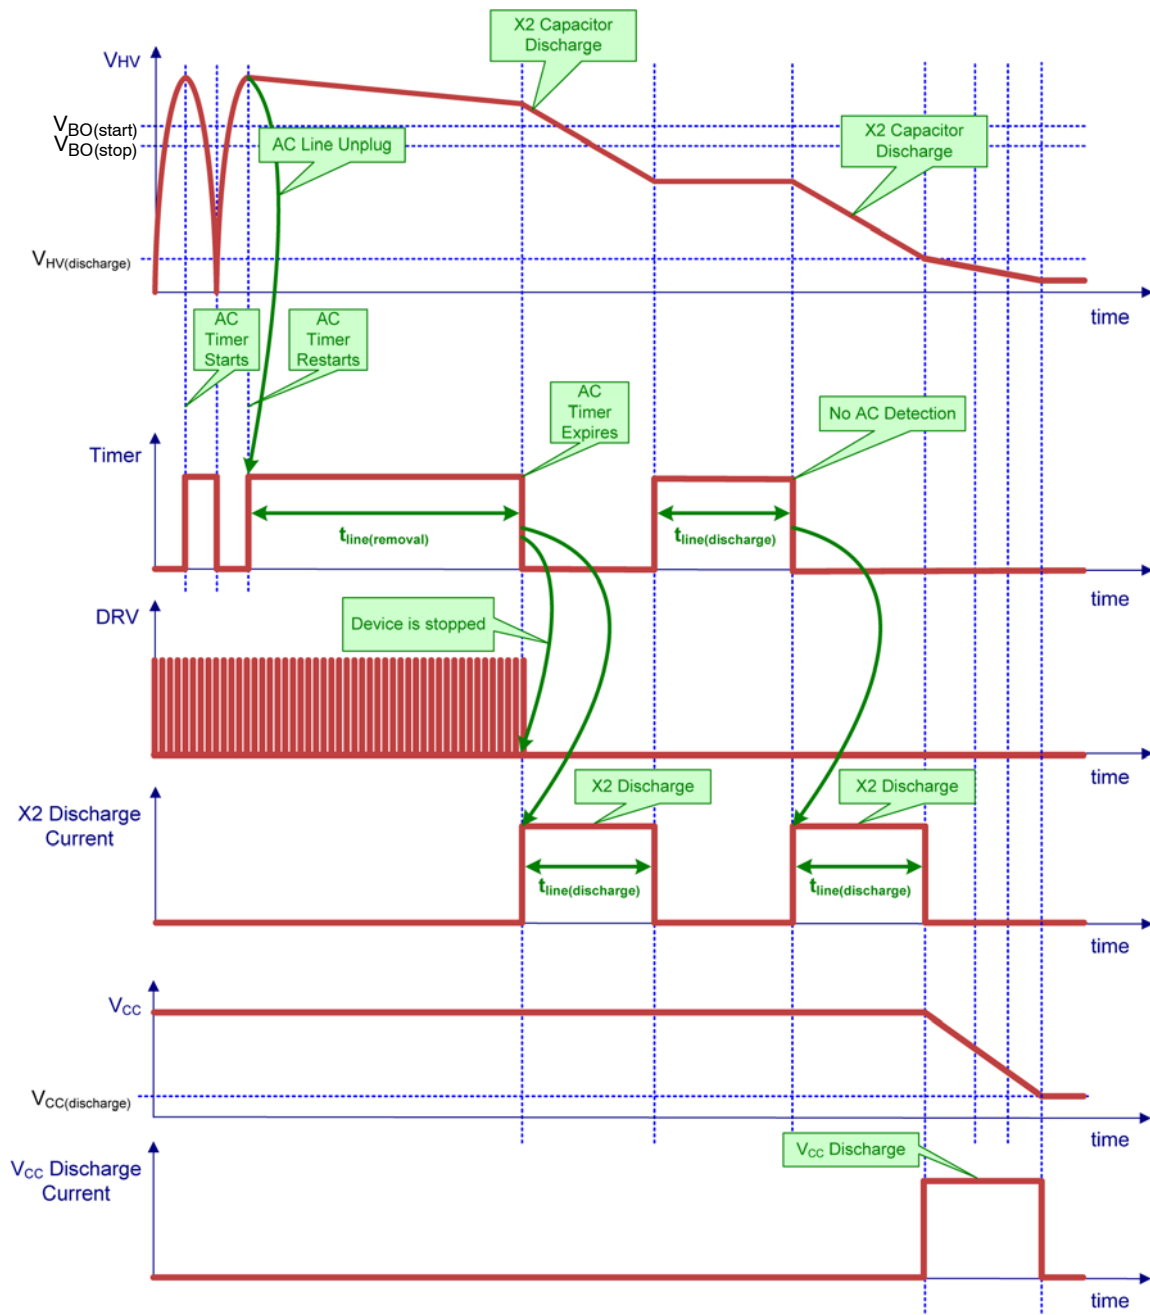 X2 Capacitor
Discharge
VHV
VBO(start)
VBO(stop)
AC Line Unplug
X2 Capacitor
Discharge
VHV(discharge)
time
AC
Timer
Starts
AC
Timer
Restarts
AC
Timer
Expires
No AC Detection
Timer
tline(removal)
tline(discharge)
time
DRV
Device is stopped
time
X2 Discharge
X2 Discharge
X2 Discharge
Current
tline(discharge)
tline(discharge)
time
VCC
VCC(discharge)
time
VCC Discharge
VCC Discharge
Current
time